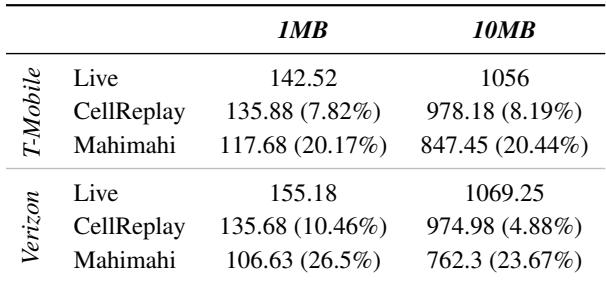 1MB 10MB
T-Mobile
Live 142.52 1056
CellReplay 135.88 (7.82%) 978.18 (8.19%)
Mahimahi 117.68 (20.17%) 847.45 (20.44%)
Verizon
Live 155.18 1069.25
CellReplay 135.68 (10.46%) 974.98 (4.88%)
Mahimahi 106.63 (26.5%) 762.3 (23.67%)